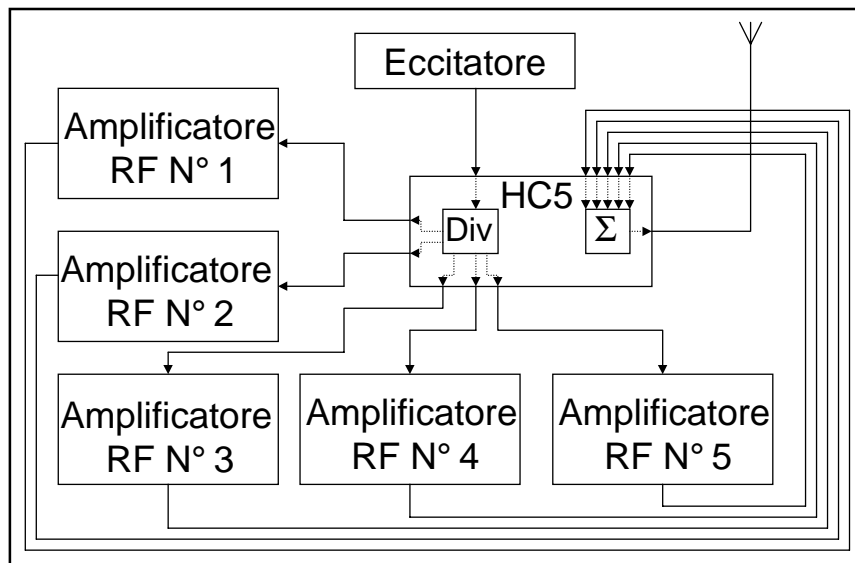 Eccitatore
Amplificatore
RF N° 1
HC5
Div
Σ
Amplificatore
RF N° 2
Amplificatore
RF N° 3
Amplificatore
RF N° 4
Amplificatore
RF N° 5